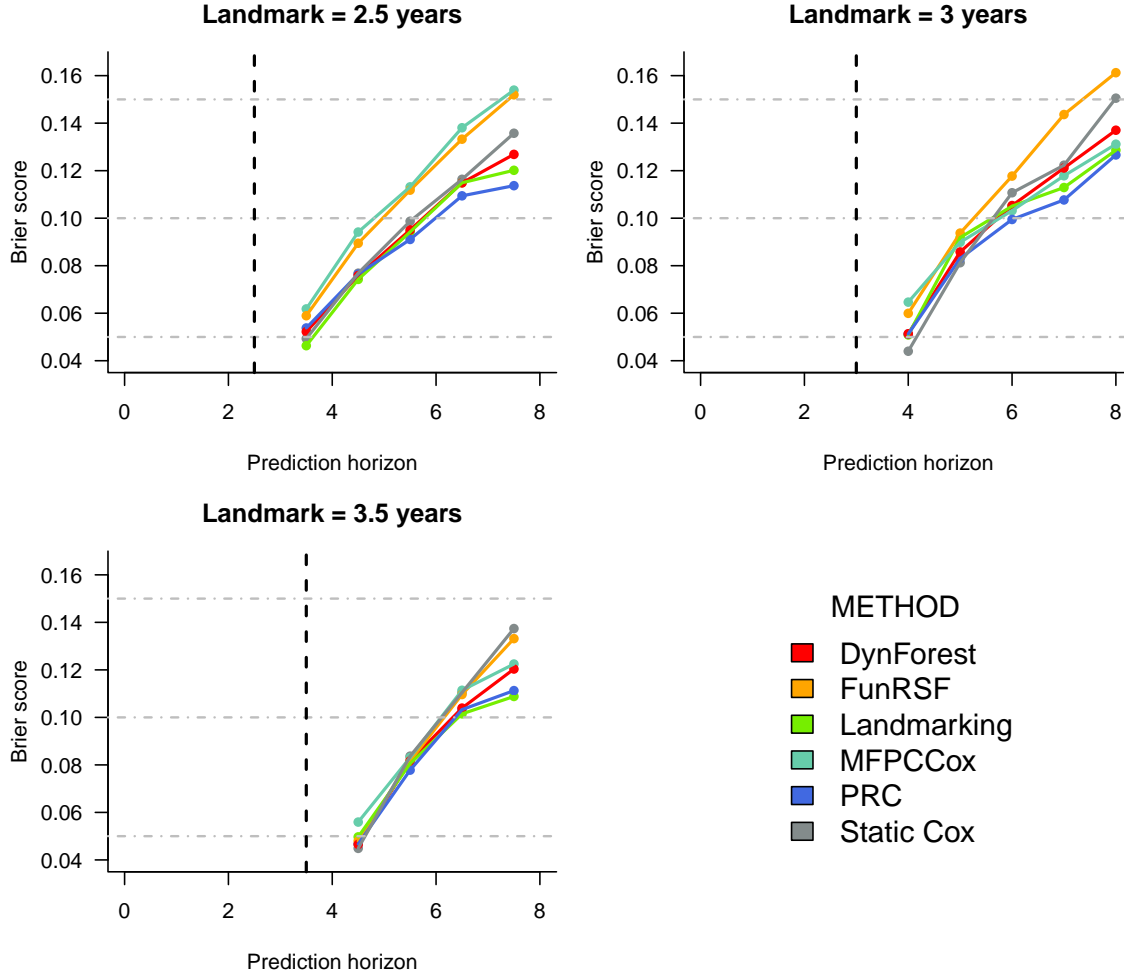 Landmark = 2.5 years
Brier score
0.16
0.14
0.12
0.10
0.08
0.06
0.04
0 2 4 6 8
Prediction horizon
Landmark = 3 years
Brier score
0.16
0.14
0.12
0.10
0.08
0.06
0.04
0 2 4 6 8
Prediction horizon
Landmark = 3.5 years
Brier score
0.16
0.14
0.12
0.10
0.08
0.06
0.04
0 2 4 6 8
Prediction horizon
METHOD
DynForest
FunRSF
Landmarking
MFPCCox
PRC
Static Cox